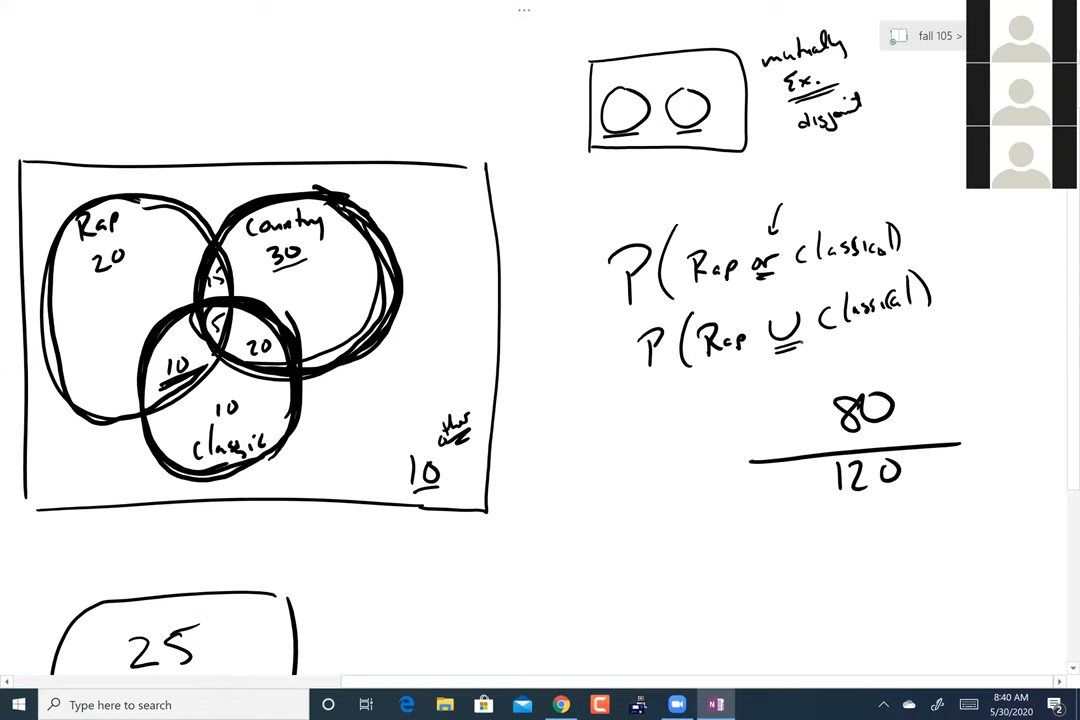 fall 105 >
mutually
Ex.
disjoint
Rap
20
Country
30
15
5
20
10
10
classic
other
10
P(Rap or classical)
P(Rap ∪ classical)
80
120
25
Type here to search
8:40 AM
5/30/2020
2